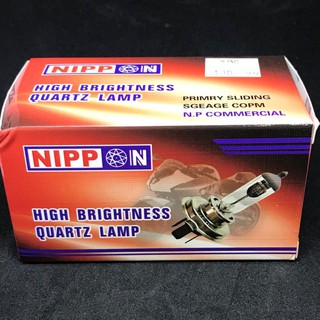 NIPPON
HIGH BRIGHTNESS
QUARTZ LAMP
PRIMRY SLIDING
SGEAGE COPM
N.P COMMERCIAL
NIPPON
HIGH BRIGHTNESS
QUARTZ LAMP